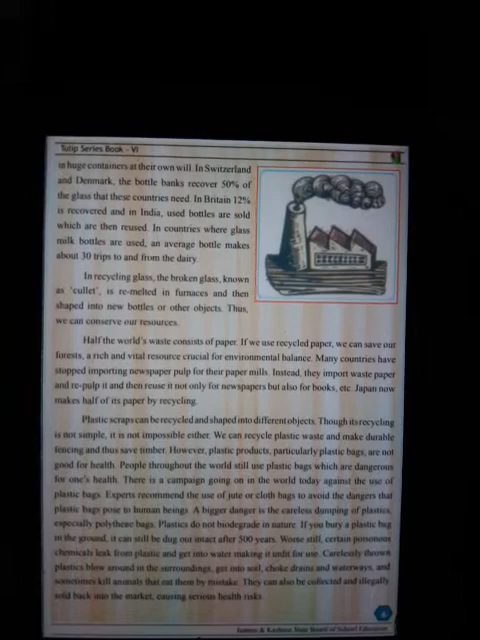 Tulip Series Book - VI
in huge containers at their own will. In Switzerland
and Denmark, the bottle banks recover 50% of
the glass that these countries need. In Britain 12%
is recovered and in India, used bottles are sold
which are then reused. In countries where glass
milk bottles are used, an average bottle makes
about 30 trips to and from the dairy.
In recycling glass, the broken glass, known
as 'cullet', is re-melted in furnaces and then
shaped into new bottles or other objects. Thus,
we can conserve our resources.
Half the world's waste consists of paper. If we use recycled paper, we can save our
forests, a rich and vital resource crucial for environmental balance. Many countries have
stopped importing newspaper pulp for their paper mills. Instead, they import waste paper
and re-pulp it and then reuse it not only for newspapers but also for books, etc. Japan now
makes half of its paper by recycling.
Plastic scraps can be recycled and shaped into different objects. Though its recycling
is not simple, it is not impossible either. We can recycle plastic waste and make durable
fencing and thus save timber. However, plastic products, particularly plastic bags, are not
good for health. People throughout the world still use plastic bags which are dangerous
for one's health. There is a campaign going on in the world today against the use of
plastic bags. Experts recommend the use of jute or cloth bags to avoid the dangers that
plastic bags pose to human beings. A bigger danger is the careless dumping of plastics,
especially polythene bags. Plastics do not biodegrade in nature. If you bury a plastic bag
in the ground, it can still be dug out intact after 500 years. Worse still, certain poisonous
chemicals leak from plastic and get into water making it unfit for use. Carelessly thrown
plastics blow around in the surroundings, get into soil, choke drains and waterways, and
sometimes kill animals that eat them by mistake. They can also be collected and illegally
sold back into the market, causing serious health risks.
Jammu & Kashmir State Board of School Education